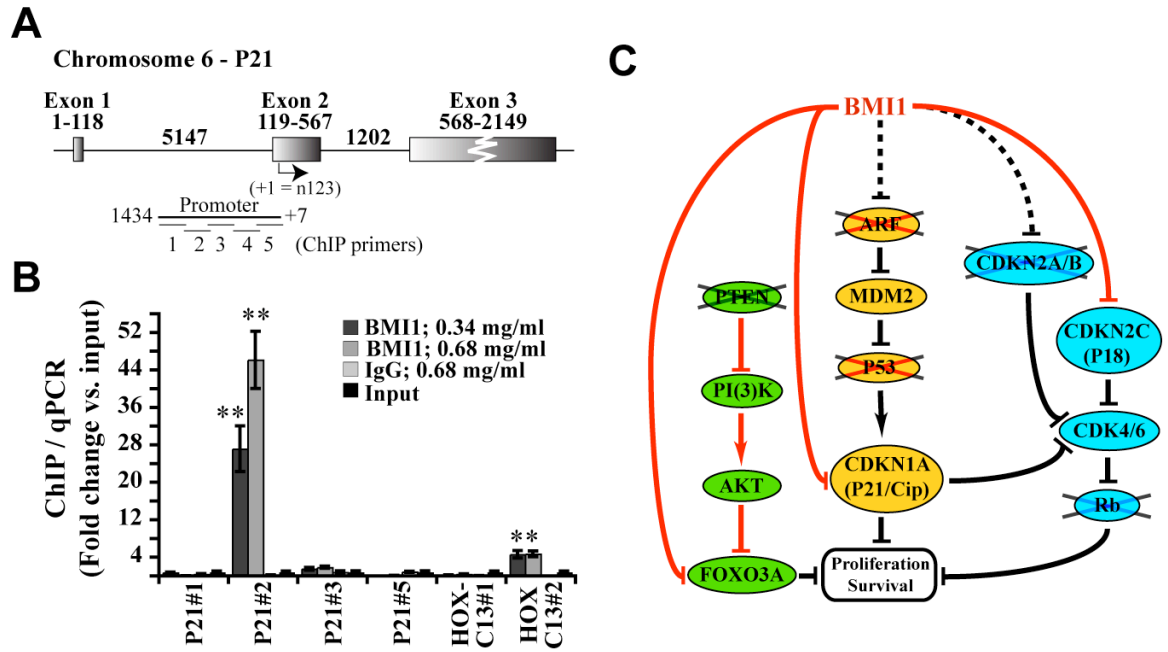 A
Chromosome 6 - P21
Exon 1
1-118
5147
Exon 2
119-567
1202
Exon 3
568-2149
(+1 = n123)
Promoter
1434
+7
1 2 3 4 5 (ChIP primers)
B
ChIP / qPCR
(Fold change vs. input)
52
44
36
28
20
12
4
**
**
**
BMI1; 0.34 mg/ml
BMI1; 0.68 mg/ml
IgG; 0.68 mg/ml
Input
P21#1
P21#2
P21#3
P21#5
HOX-
C13#1
HOX
C13#2
C
BMI1
ARF
CDKN2A/B
PTEN
MDM2
CDKN2C
(P18)
P53
PI(3)K
CDK4/6
CDKN1A
(P21/Cip)
AKT
Rb
FOXO3A
Proliferation
Survival